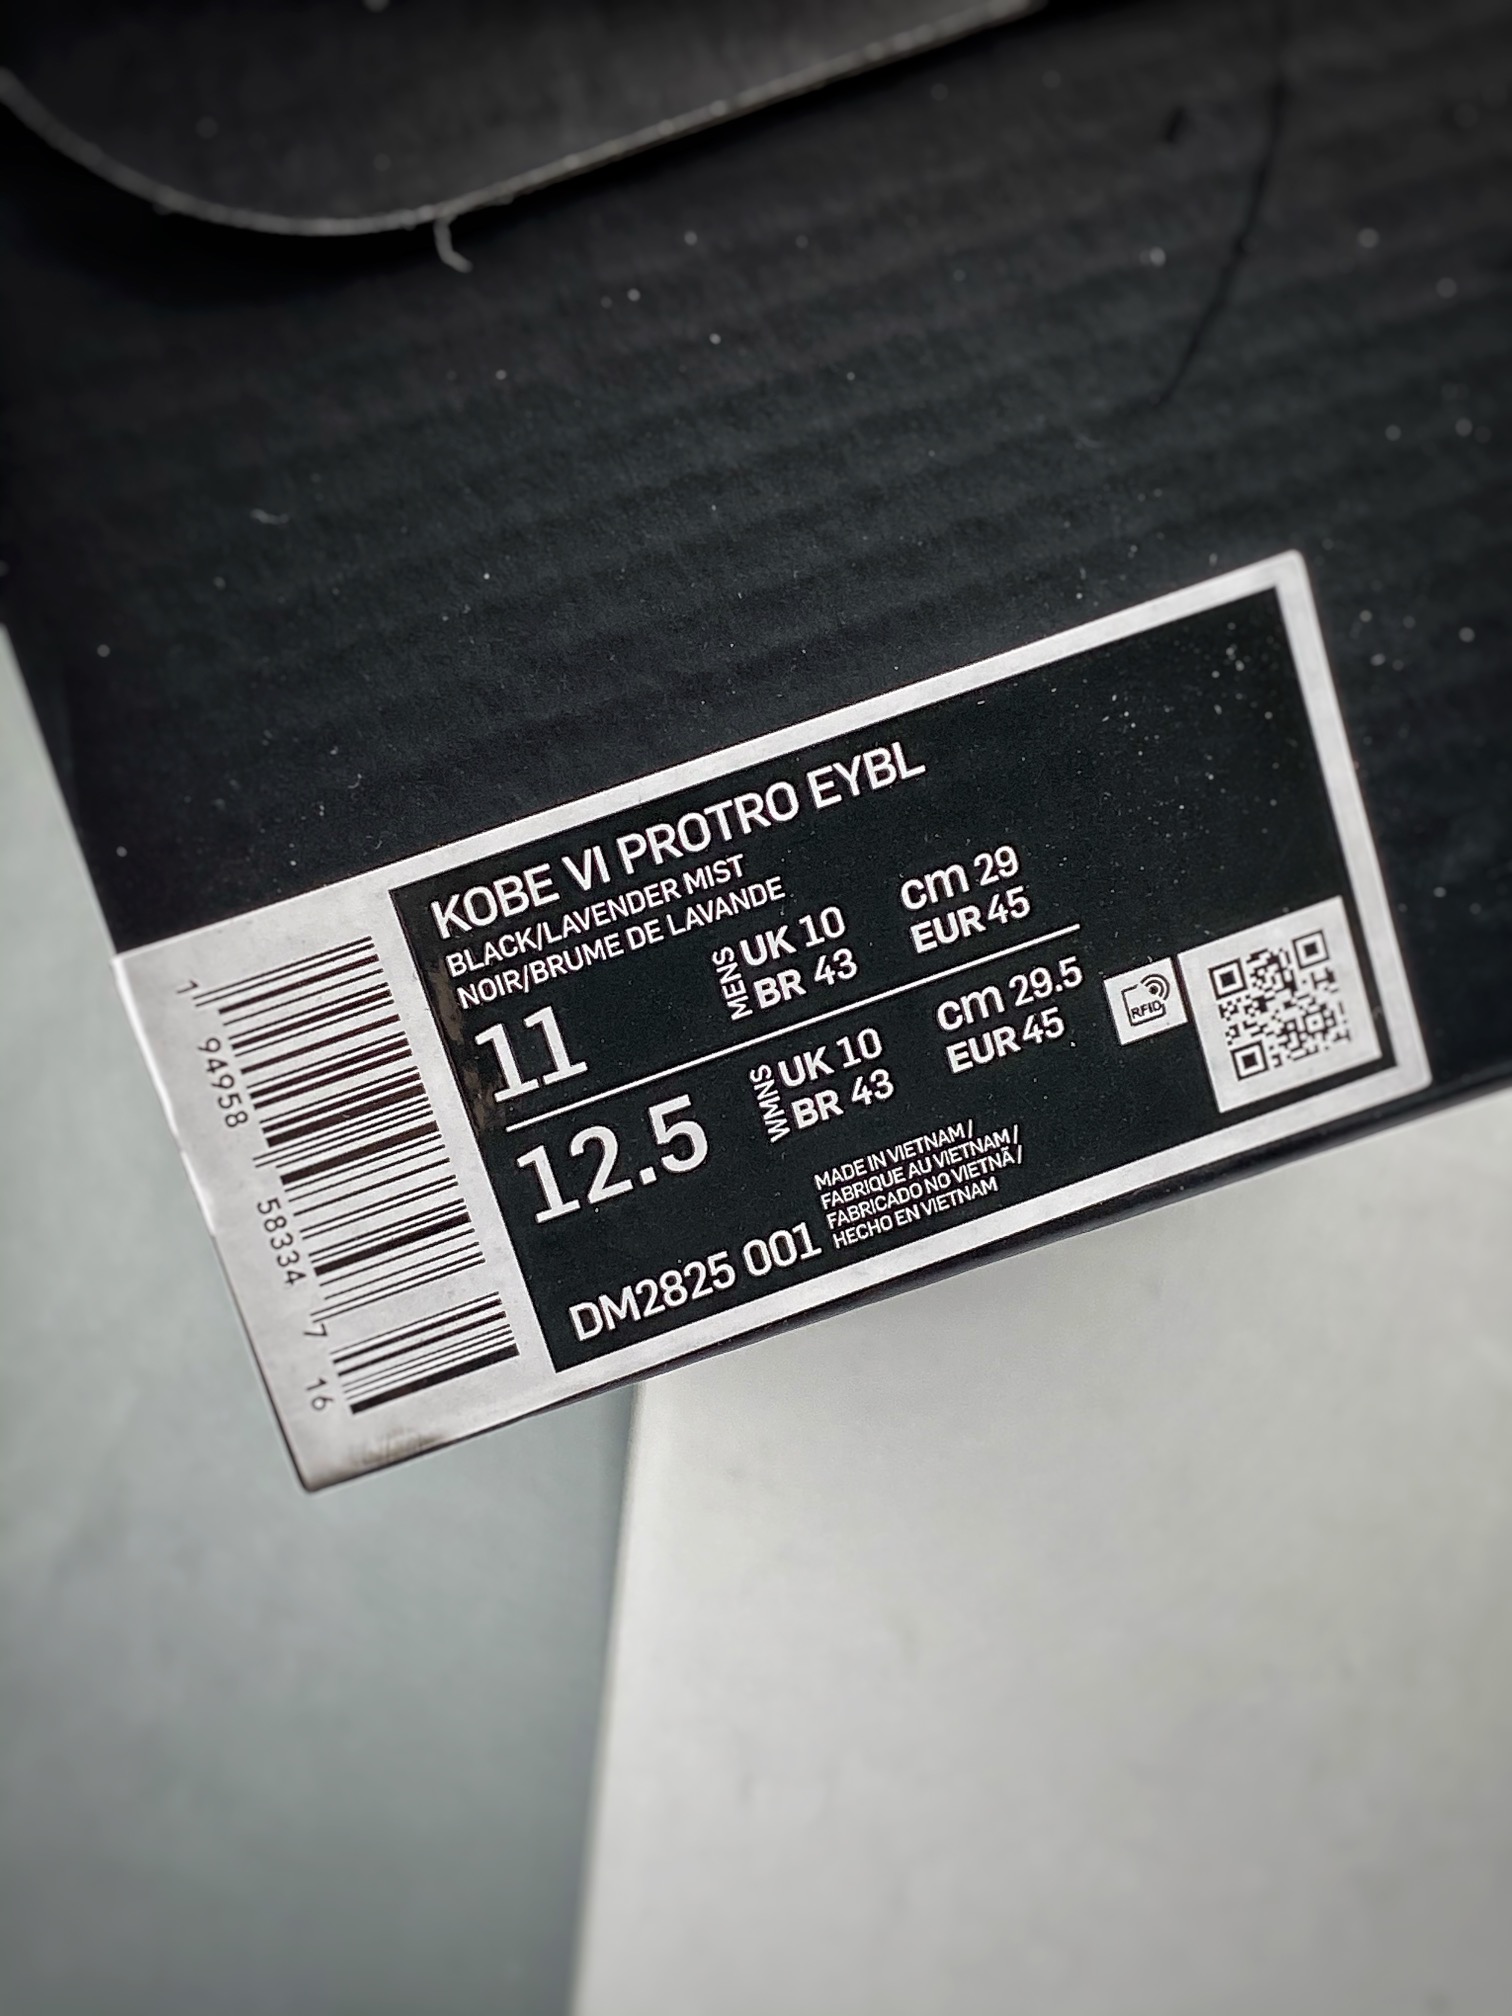 KOBE VI PROTRO EYBL
BLACK/LAVENDER MIST
NOIR/BRUME DE LAVANDE
11
MENS
UK 10
BR 43
cm 29
EUR 45
12.5
WMNS
UK 10
BR 43
cm 29.5
EUR 45
RFID
DM2825 001
MADE IN VIETNAM/
FABRIQUE AU VIETNAM/
FABRICADO NO VIETNÃ/
HECHO EN VIETNAM
1 94958 58334 7 16